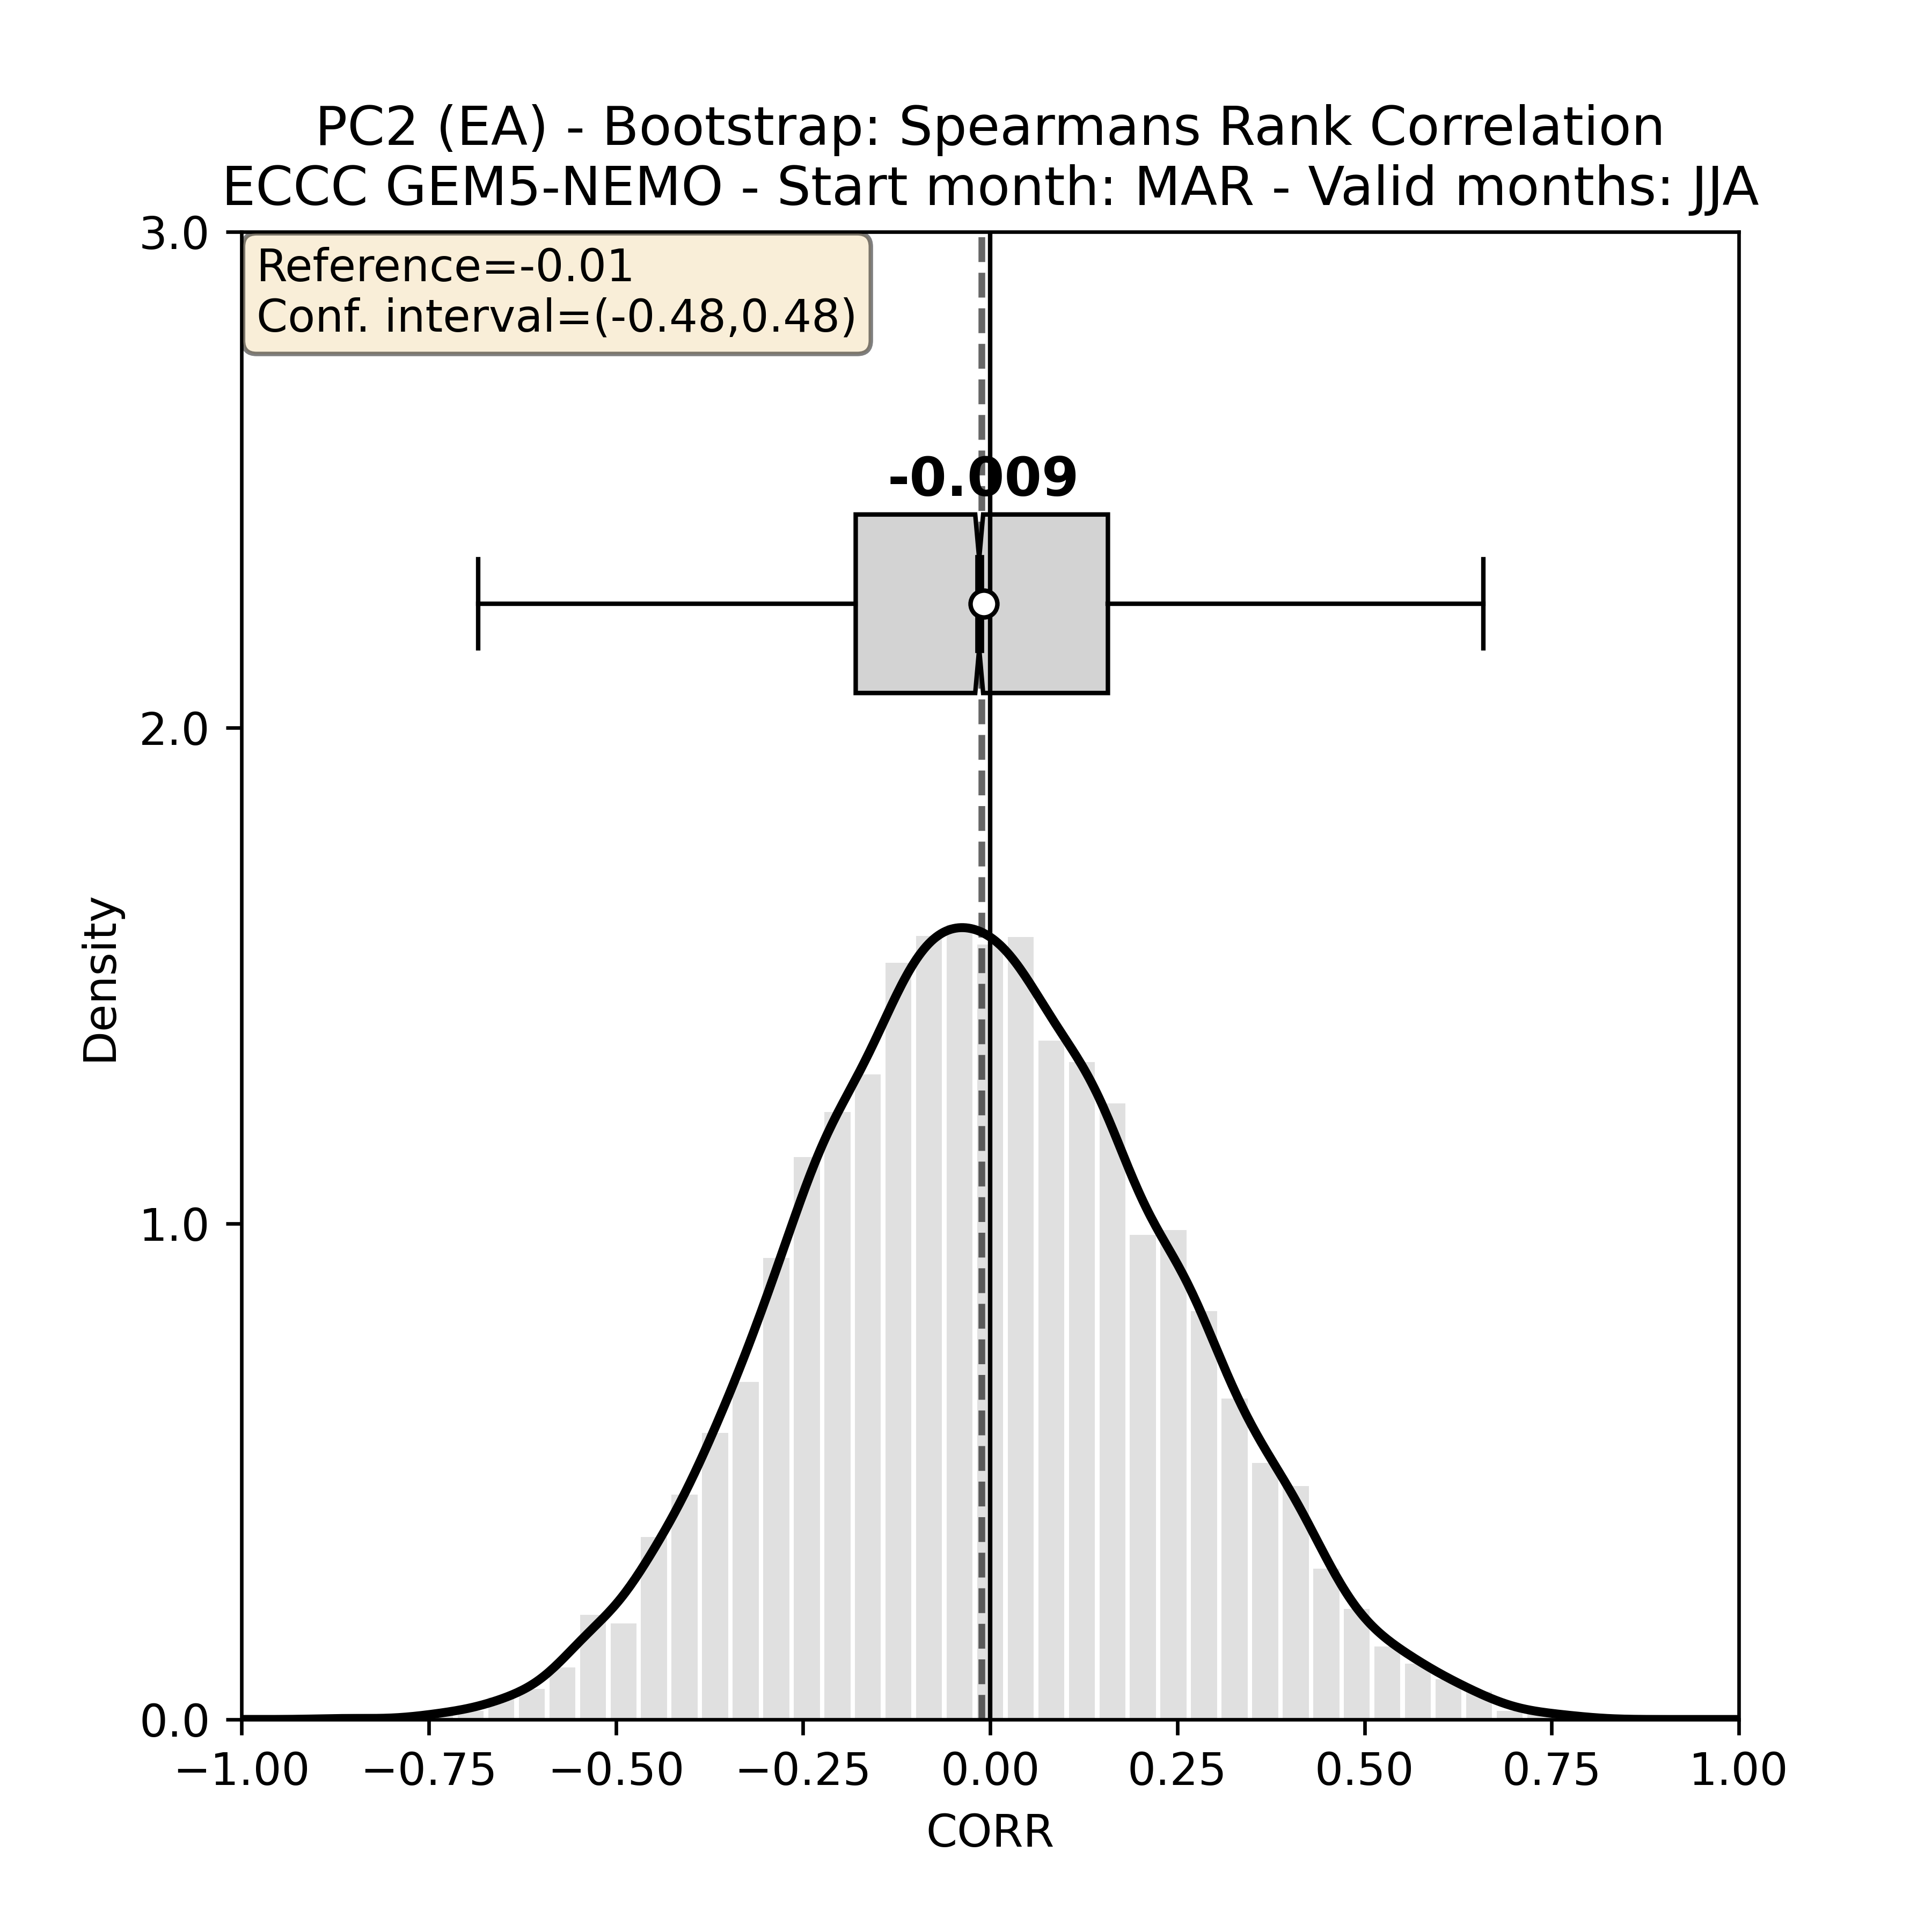 PC2 (EA) - Bootstrap: Spearmans Rank Correlation
ECCC GEM5-NEMO - Start month: MAR - Valid months: JJA
Reference=-0.01
Conf. interval=(-0.48,0.48)
-0.009
3.0
2.0
1.0
0.0
Density
−1.00 −0.75 −0.50 −0.25 0.00 0.25 0.50 0.75 1.00
CORR